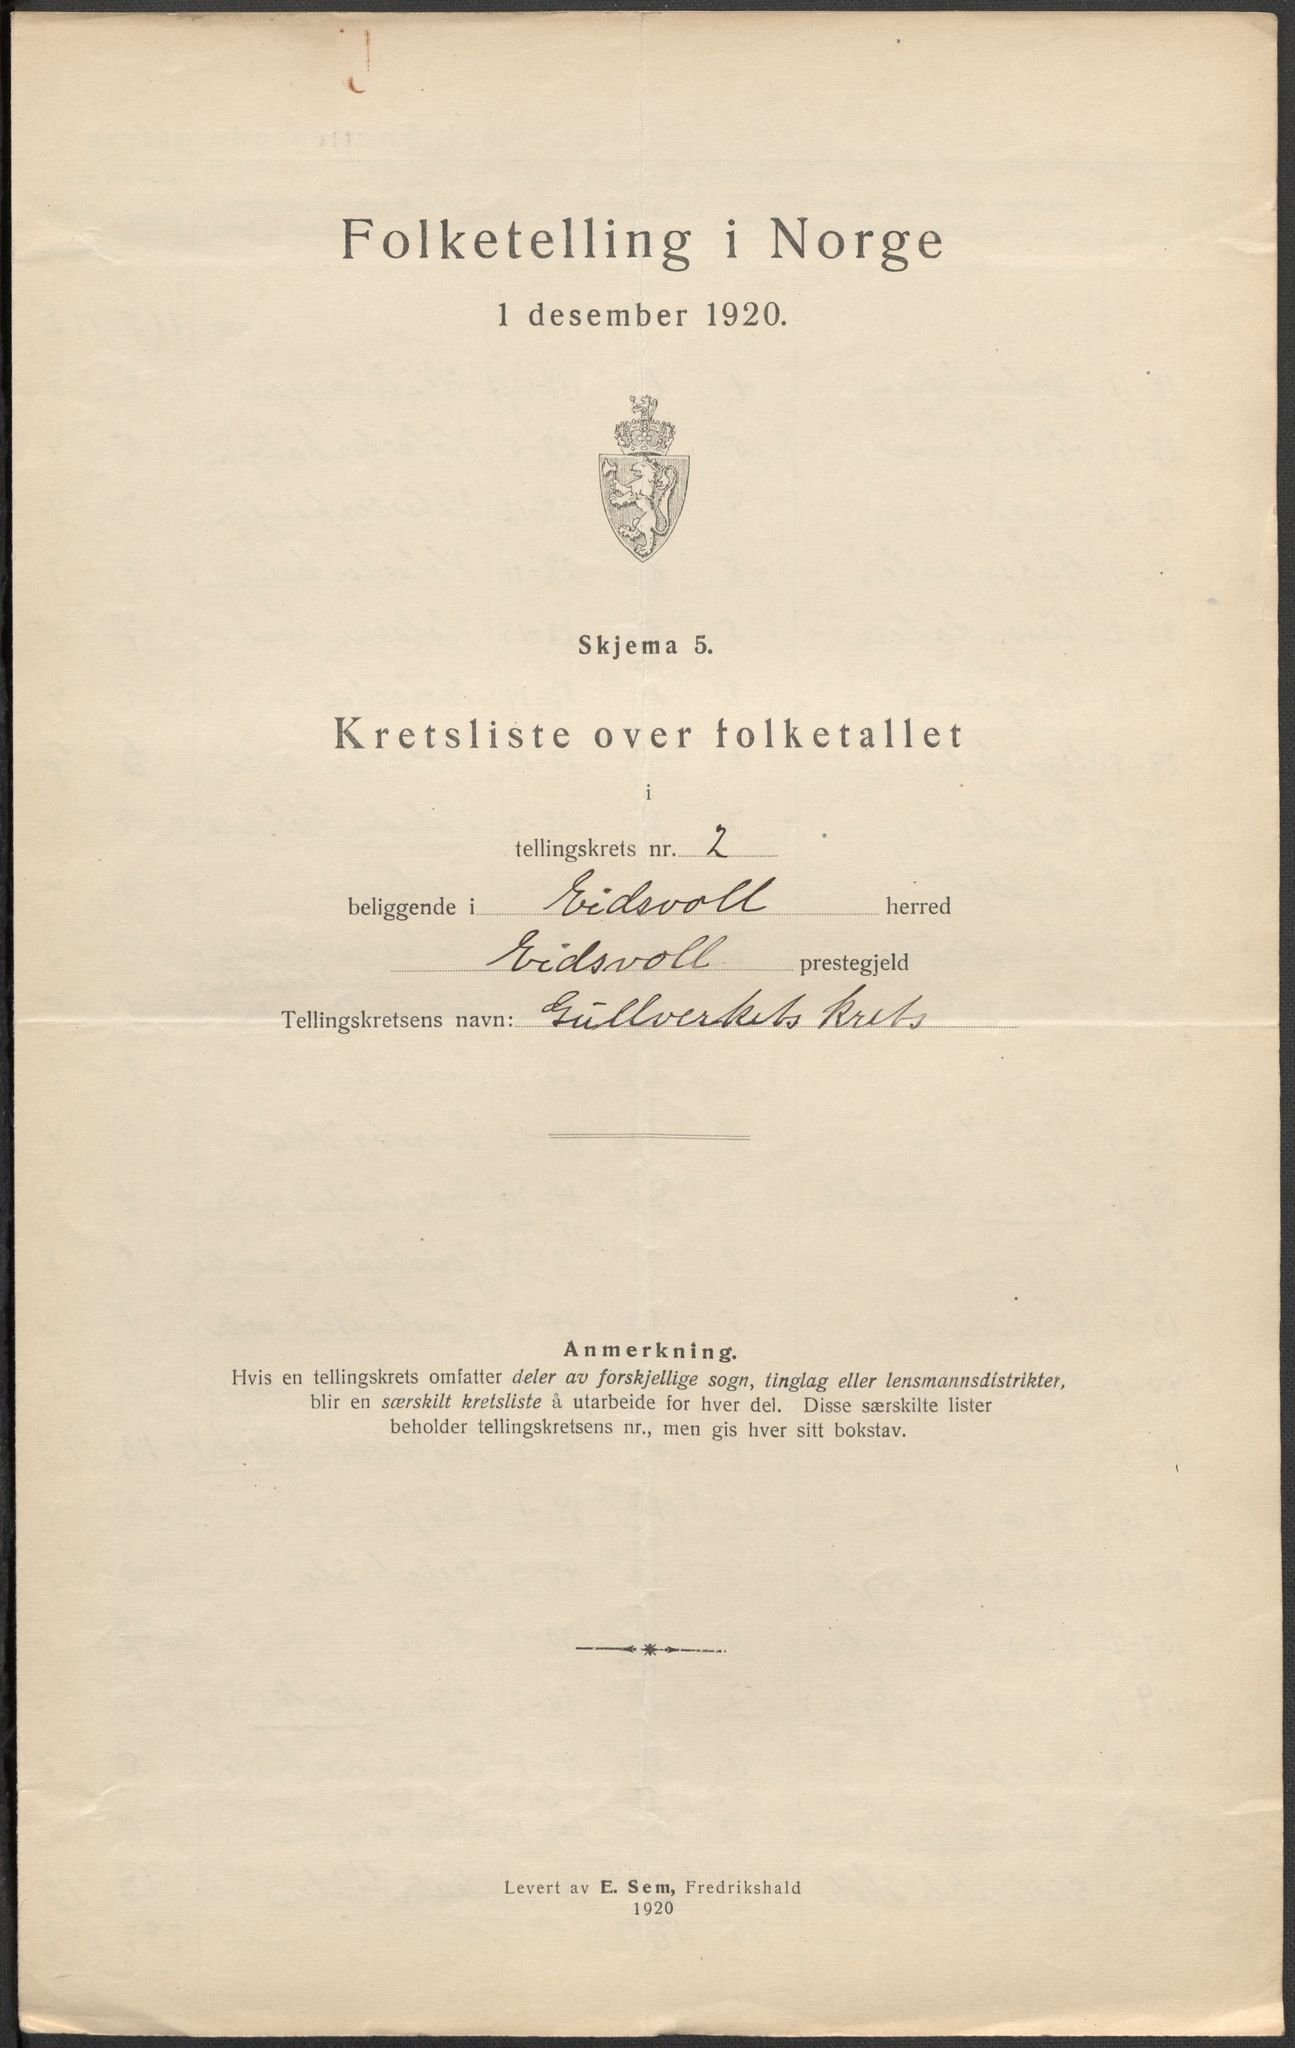 Folketelling i Norge
1 desember 1920.
Skjema 5.
Kretsliste over folketallet
i
tellingskrets nr. 2
beliggende i Eidsvoll herred
Eidsvoll prestegjeld
Tellingskretsens navn: Gullverkets krets
Anmerkning.
Hvis en tellingskrets omfatter deler av forskjellige sogn, tinglag eller lensmannsdistrikter,
blir en særskilt kretsliste å utarbeide for hver del. Disse særskilte lister
beholder tellingskretsens nr., men gis hver sitt bokstav.
Levert av E. Sem, Fredrikshald
1920